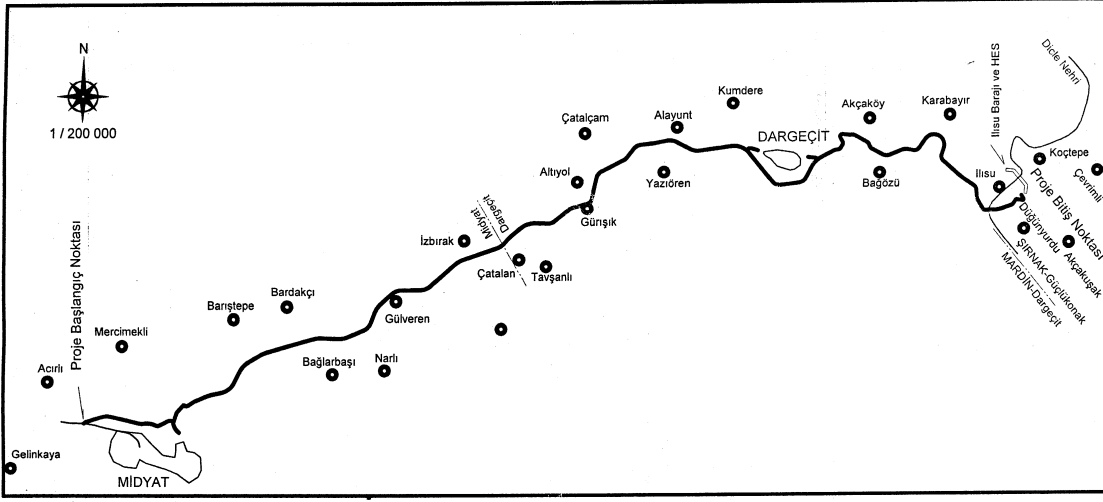 N
1 / 200 000
Kumdere
Çatalçam
Alayunt
DARGEÇİT
Akçaköy
Karabayır
Ilısu Barajı ve HES
Dicle Nehri
Koçtepe
Çevrimli
Altıyol
Yazıören
Bağözü
Ilısu
Proje Bitiş Noktası
Gürışık
Midyat
Dargeçit
İzbırak
Çatalan
Tavşanlı
Düğünyurdu
Akçakuşak
ŞIRNAK-Güçlükonak
MARDİN-Dargeçit
Proje Başlangıç Noktası
Bardakçı
Barıştepe
Gülveren
Mercimekli
Bağlarbaşı
Narlı
Acırlı
Gelinkaya
MİDYAT